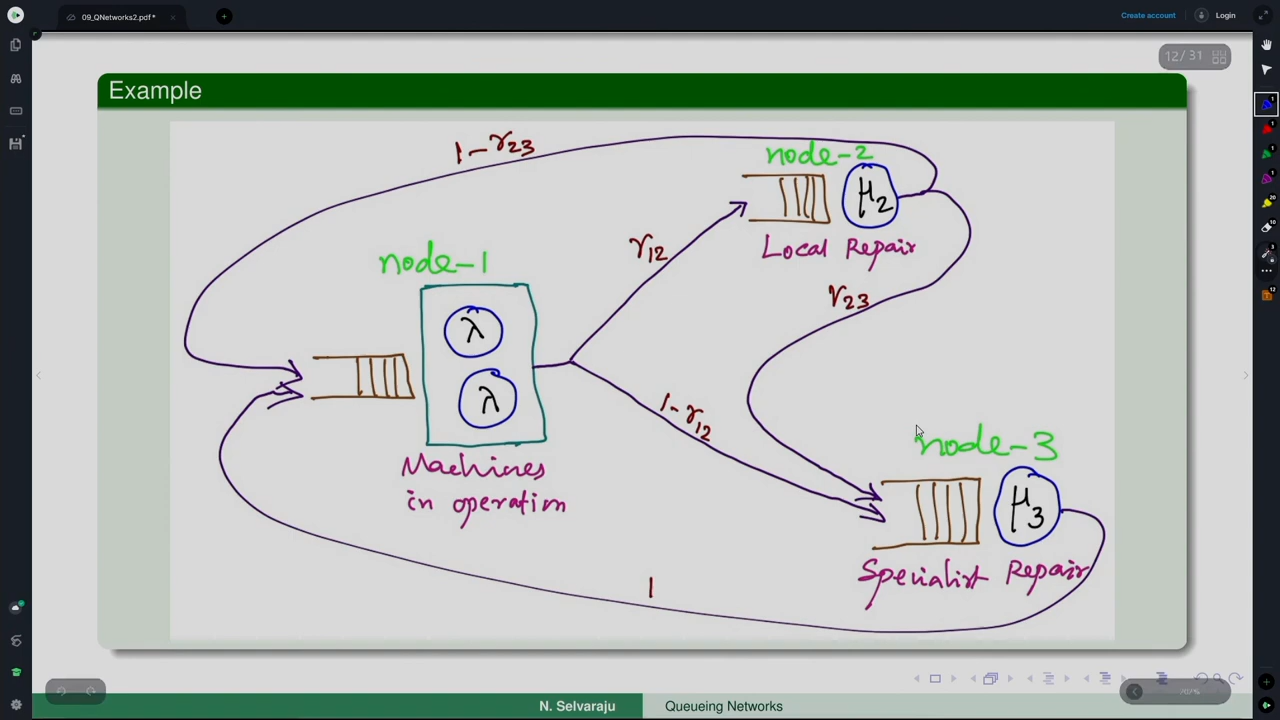 09_QNetworks2.pdf*
Create account
Login
12/31
Example
1-r23
node-2
μ2
Local Repair
r12
node-1
r23
λ
λ
1-r12
node-3
Machines
in operation
μ3
Specialist Repair
1
N. Selvaraju
Queueing Networks